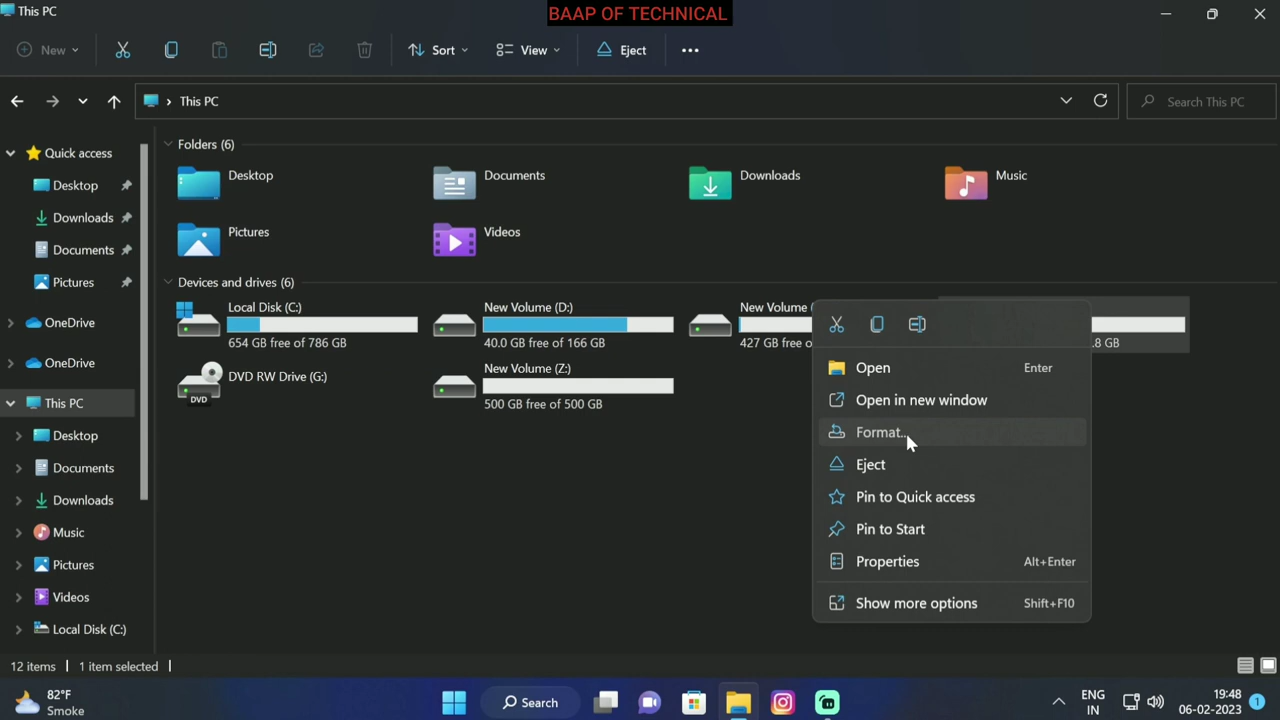 This PC
BAAP OF TECHNICAL
New
Sort
View
Eject
This PC
Search This PC
Quick access
Desktop
Downloads
Documents
Pictures
OneDrive
OneDrive
This PC
Desktop
Documents
Downloads
Music
Pictures
Videos
Local Disk (C:)
Folders (6)
Desktop
Documents
Downloads
Music
Pictures
Videos
Devices and drives (6)
Local Disk (C:)
654 GB free of 786 GB
New Volume (D:)
40.0 GB free of 166 GB
New Volume (
427 GB free o
.8 GB
DVD RW Drive (G:)
DVD
New Volume (Z:)
500 GB free of 500 GB
Open Enter
Open in new window
Format...
Eject
Pin to Quick access
Pin to Start
Properties Alt+Enter
Show more options Shift+F10
12 items 1 item selected
82°F
Smoke
Search
ENG
IN
19:48
06-02-2023
1